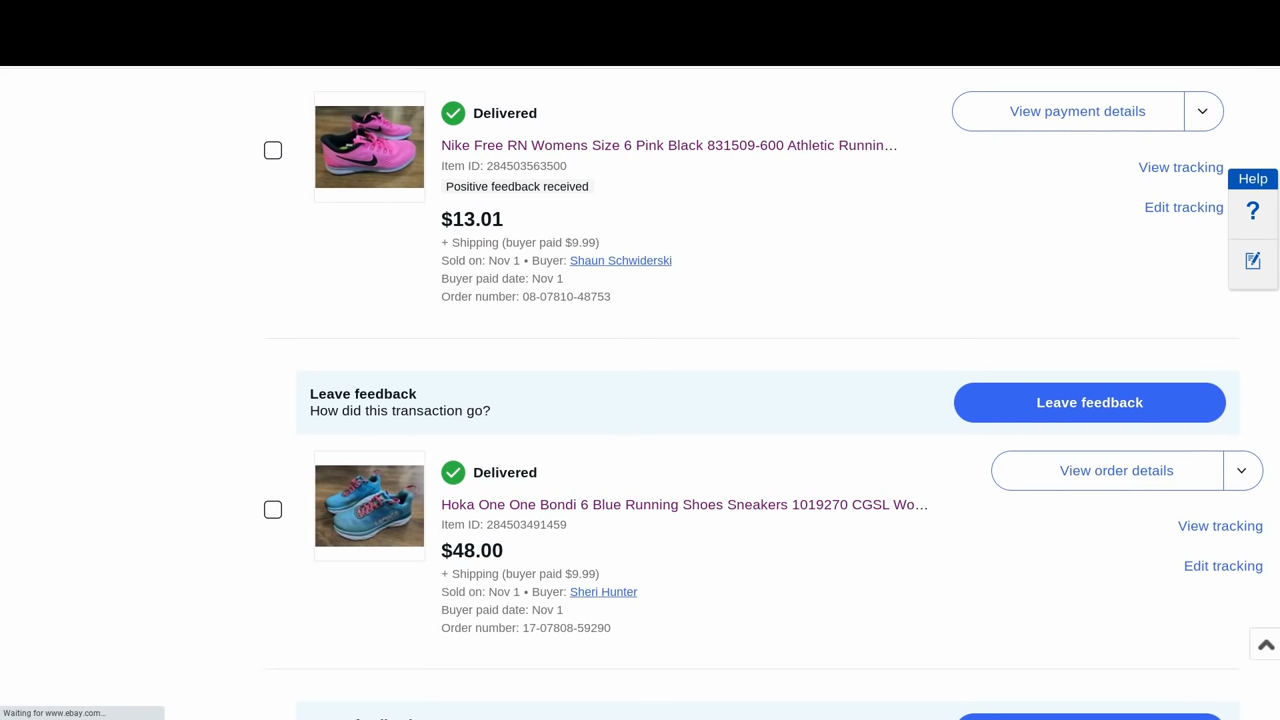 Delivered
Nike Free RN Womens Size 6 Pink Black 831509-600 Athletic Runnin…
Item ID: 284503563500
Positive feedback received
$13.01
+ Shipping (buyer paid $9.99)
Sold on: Nov 1 • Buyer: Shaun Schwiderski
Buyer paid date: Nov 1
Order number: 08-07810-48753
View payment details
View tracking
Edit tracking
Help
?
Leave feedback
How did this transaction go?
Leave feedback
Delivered
Hoka One One Bondi 6 Blue Running Shoes Sneakers 1019270 CGSL Wo…
Item ID: 284503491459
$48.00
+ Shipping (buyer paid $9.99)
Sold on: Nov 1 • Buyer: Sheri Hunter
Buyer paid date: Nov 1
Order number: 17-07808-59290
View order details
View tracking
Edit tracking
Waiting for www.ebay.com...